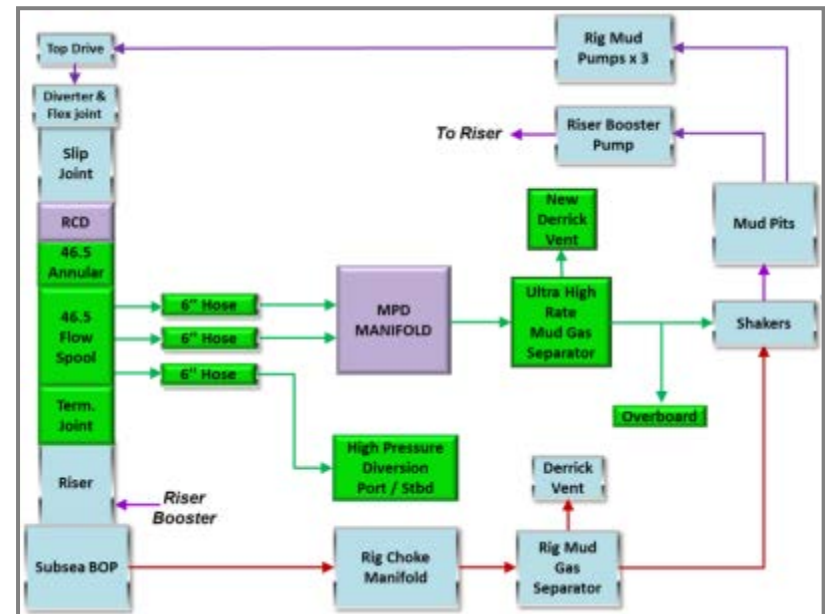 Top Drive
Rig Mud
Pumps x 3
Diverter &
Flex joint
Slip
Joint
To Riser
Riser Booster
Pump
RCD
46.5
Annular
46.5
Flow
Spool
Term.
Joint
Riser
Riser
Booster
Subsea BOP
6" Hose
6" Hose
6" Hose
MPD
MANIFOLD
New
Derrick
Vent
Ultra High
Rate
Mud Gas
Separator
Mud Pits
Shakers
Overboard
High Pressure
Diversion
Port / Stbd
Derrick
Vent
Rig Choke
Manifold
Rig Mud
Gas
Separator